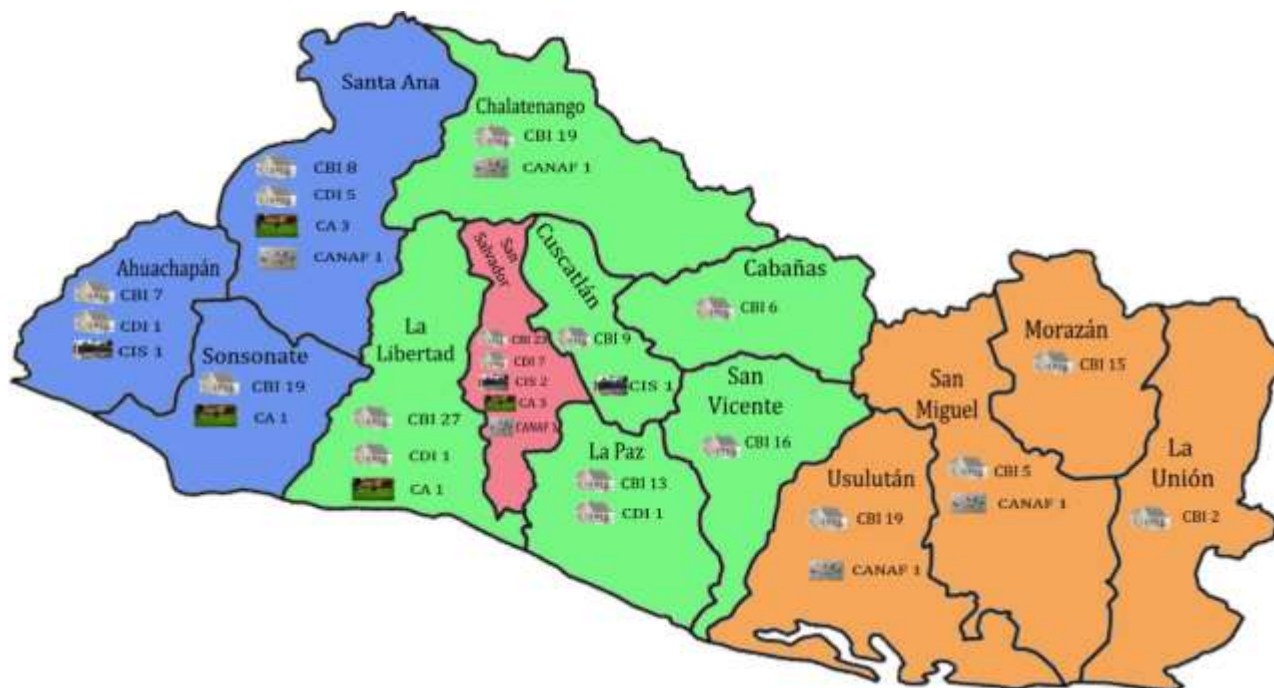 Santa Ana
CBI 8
CDI 5
CA 3
CANAF 1
Chalatenango
CBI 19
CANAF 1
Ahuachapán
CBI 7
CDI 1
CIS 1
Sonsonate
CBI 19
CA 1
La
Libertad
CBI 27
CDI 1
CA 1
San
Salvador
CBI
CDI 7
CIS 2
CA 3
CANAF
Cuscatlán
CBI 9
CIS 1
Cabañas
CBI 6
La Paz
CBI 13
CDI 1
San
Vicente
CBI 16
Usulután
CBI 19
CANAF 1
San
Miguel
CBI 5
CANAF 1
Morazán
CBI 15
La
Unión
CBI 2